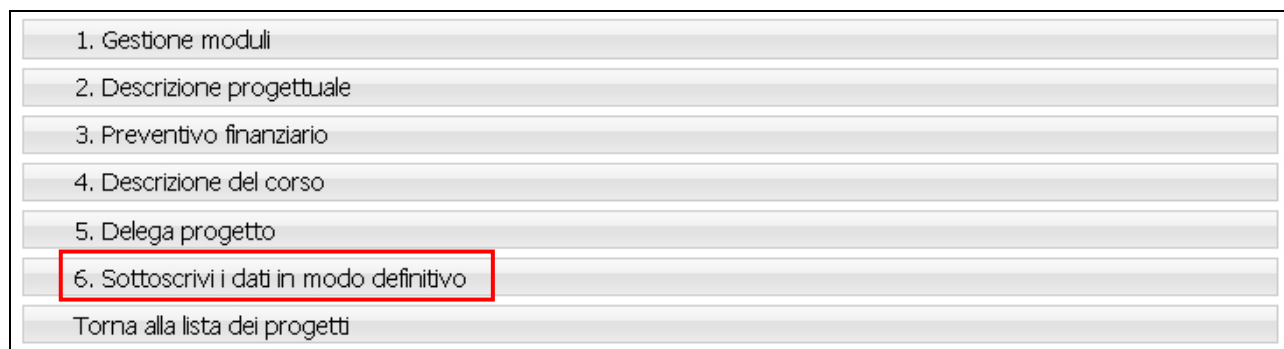 1. Gestione moduli
2. Descrizione progettuale
3. Preventivo finanziario
4. Descrizione del corso
5. Delega progetto
6. Sottoscrivi i dati in modo definitivo
Torna alla lista dei progetti